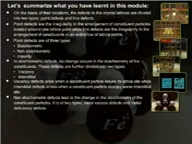 Let's summarize what you have learnt in this module:
On the basis of their locations, the defects in the crystal lattices are divided
into two types, point defects and line defects.
Point defects are the irregularity in the arrangement of constituent particles
located around one lattice point while line defects are the irregularity in the
arrangement of constituents in an entire row of lattice points.
Point defects are of three types:
Stoichiometric
Non-stoichiometric
Impurity
In stoichiometric defects, no change occurs in the stoichiometry of the
constituents. These defects are further divided into two types:
Vacancy
Interstitial
Vacancy defects arise when a constituent particle leaves its lattice site while
interstitial defects arise when a constituent particle occupy some interstitial
site.
Non stoichiometric defects lead to the change in the stoichiometry of the
constituent particles. It is of two types, metal excess defects and metal
deficiency defects.
Fe